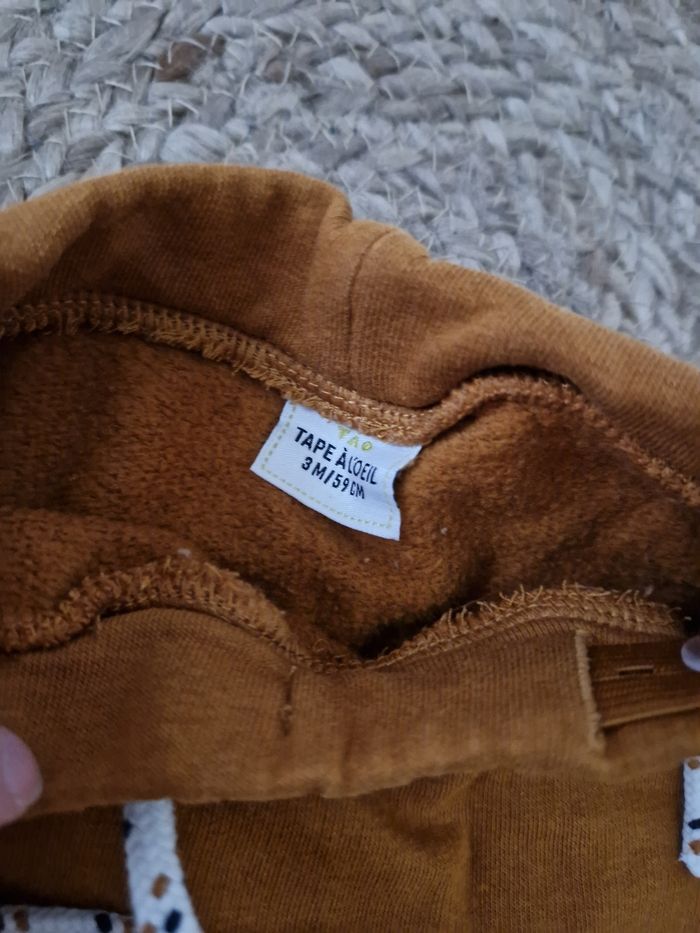 TAO
TAPE À L'OEIL
3M/59CM